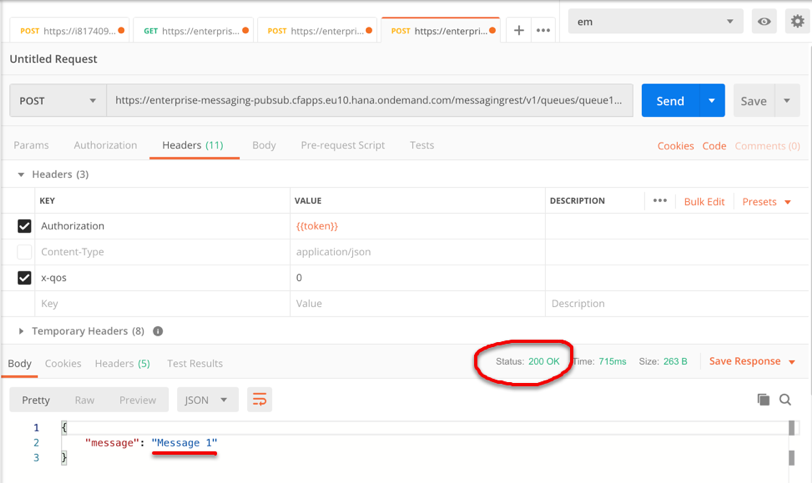 POST https://i817409... GET https://enterpris... POST https://enterpri... POST https://enterpri... + ••• em
Untitled Request
POST https://enterprise-messaging-pubsub.cfapps.eu10.hana.ondemand.com/messagingrest/v1/queues/queue1... Send Save
Params Authorization Headers (11) Body Pre-request Script Tests Cookies Code Comments (0)
Headers (3)
KEY VALUE DESCRIPTION ••• Bulk Edit Presets
Authorization {{token}}
Content-Type application/json
x-qos 0
Key Value Description
Temporary Headers (8)
Body Cookies Headers (5) Test Results Status: 200 OK Time: 715ms Size: 263 B Save Response
Pretty Raw Preview JSON
1 {
2 "message": "Message 1"
3 }